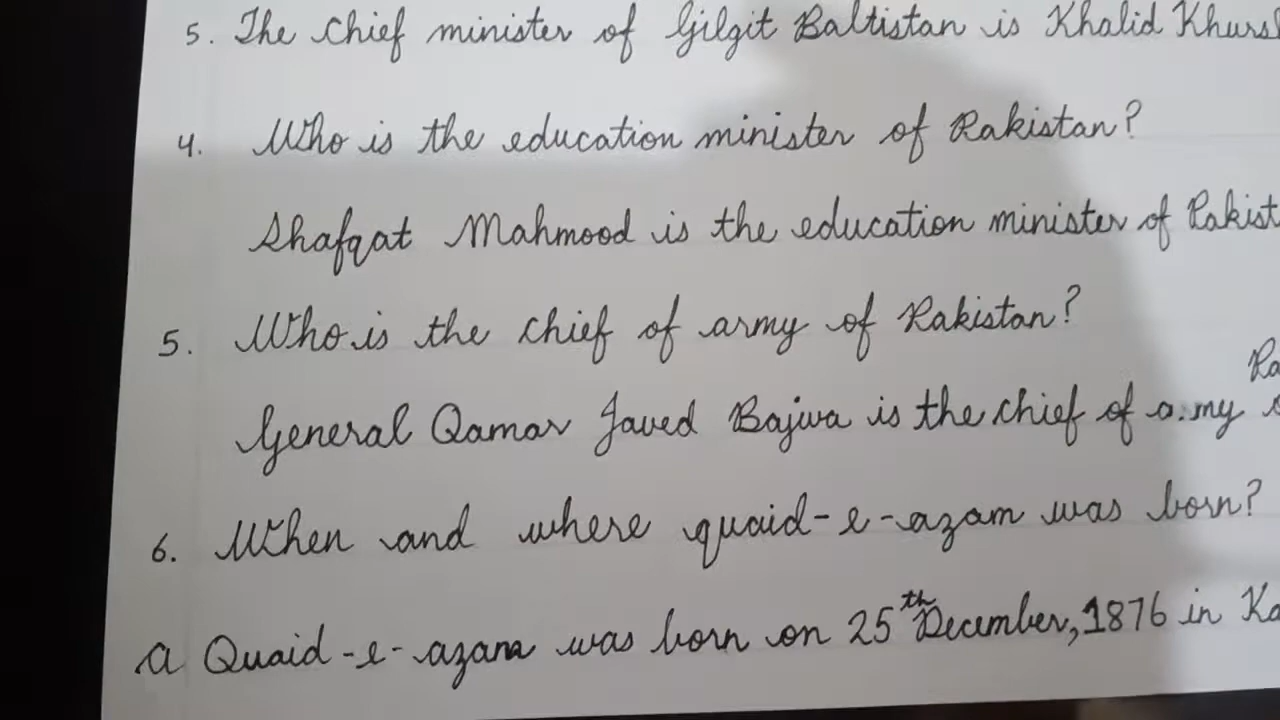 5. The Chief minister of Gilgit Baltistan is Khalid
4. Who is the education minister of Pakistan?
Shafqat Mahmood is the education minister of
5. Who is the chief of army of Pakistan?
General Qamar Javed Bajwa is the chief of army
6. When and where quaid-e-azam was born?
a Quaid-e-azam was born on 25th December, 1876 in